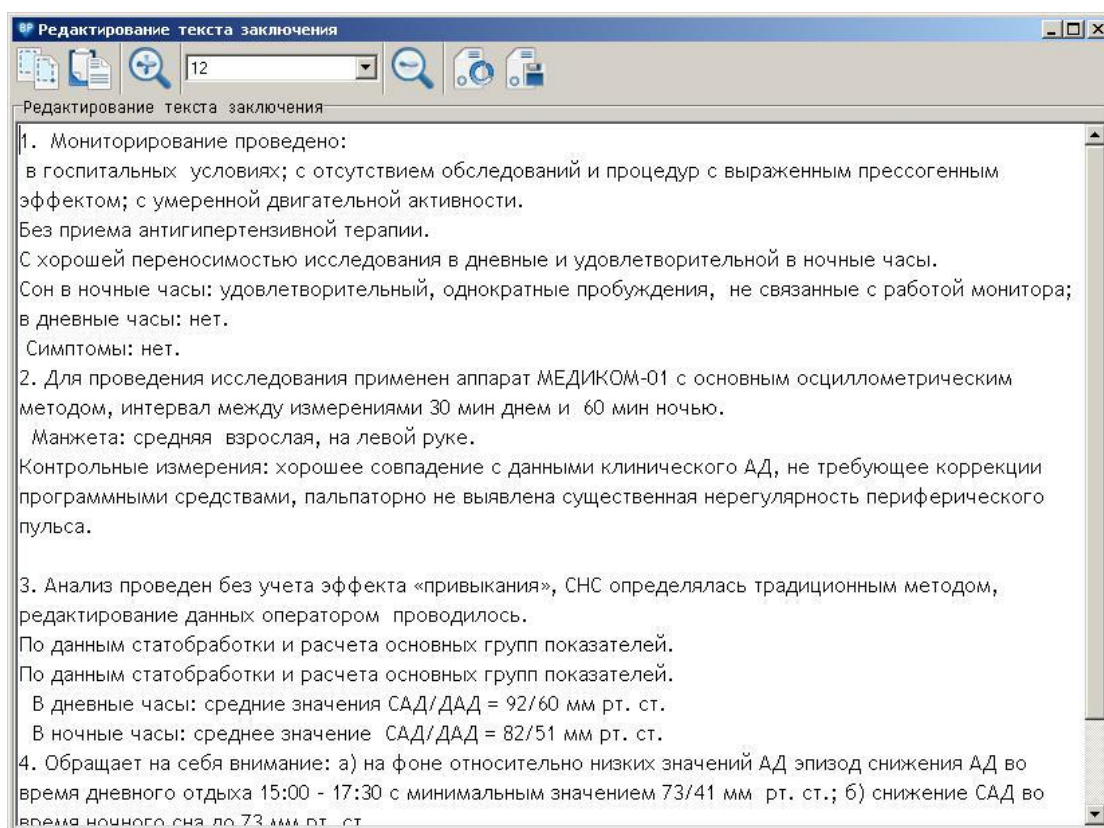 Редактирование текста заключения
12
Редактирование текста заключения
1. Мониторирование проведено:
в госпитальных условиях; с отсутствием обследований и процедур с выраженным прессогенным
эффектом; с умеренной двигательной активности.
Без приема антигипертензивной терапии.
С хорошей переносимостью исследования в дневные и удовлетворительной в ночные часы.
Сон в ночные часы: удовлетворительный, однократные пробуждения, не связанные с работой монитора;
в дневные часы: нет.
Симптомы: нет.
2. Для проведения исследования применен аппарат МЕДИКОМ-01 с основным осциллометрическим
методом, интервал между измерениями 30 мин днем и 60 мин ночью.
Манжета: средняя взрослая, на левой руке.
Контрольные измерения: хорошее совпадение с данными клинического АД, не требующее коррекции
программными средствами, пальпаторно не выявлена существенная нерегулярность периферического
пульса.
3. Анализ проведен без учета эффекта «привыкания», СНС определялась традиционным методом,
редактирование данных оператором проводилось.
По данным статобработки и расчета основных групп показателей.
По данным статобработки и расчета основных групп показателей.
В дневные часы: средние значения САД/ДАД = 92/60 мм рт. ст.
В ночные часы: среднее значение САД/ДАД = 82/51 мм рт. ст.
4. Обращает на себя внимание: а) на фоне относительно низких значений АД эпизод снижения АД во
время дневного отдыха 15:00 - 17:30 с минимальным значением 73/41 мм рт. ст.; б) снижение САД во
время ночного сна до 73 мм рт. ст.